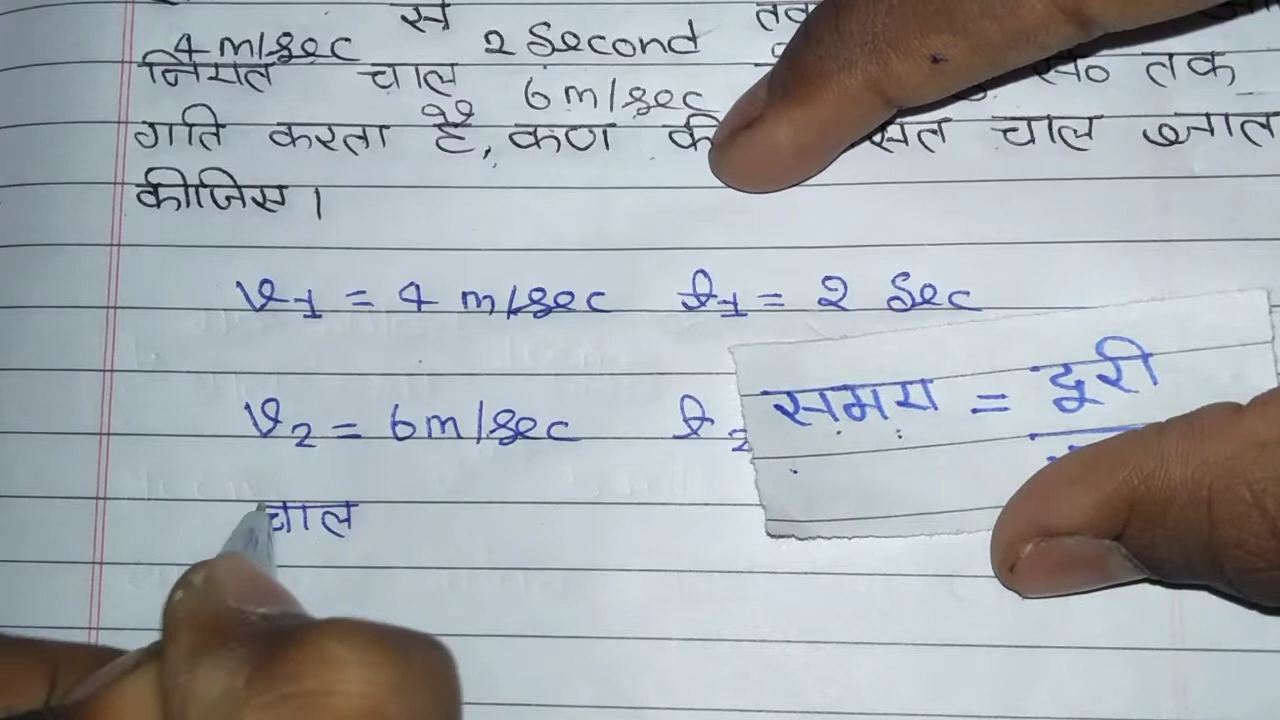 से
4 m/sec 2 Second
नियत चाल 6 m/sec से० तक
गति करता है, कण की चाल ज्ञात
कीजिए।
v₁ = 4 m/sec t₁ = 2 Sec
v₂ = 6 m/sec t₂
समय = दूरी
चाल